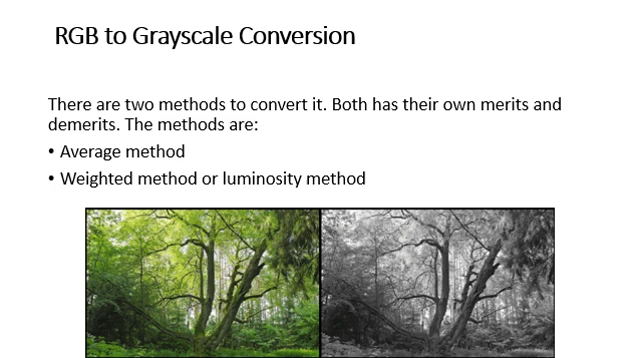 RGB to Grayscale Conversion
There are two methods to convert it. Both has their own merits and
demerits. The methods are:
• Average method
• Weighted method or luminosity method